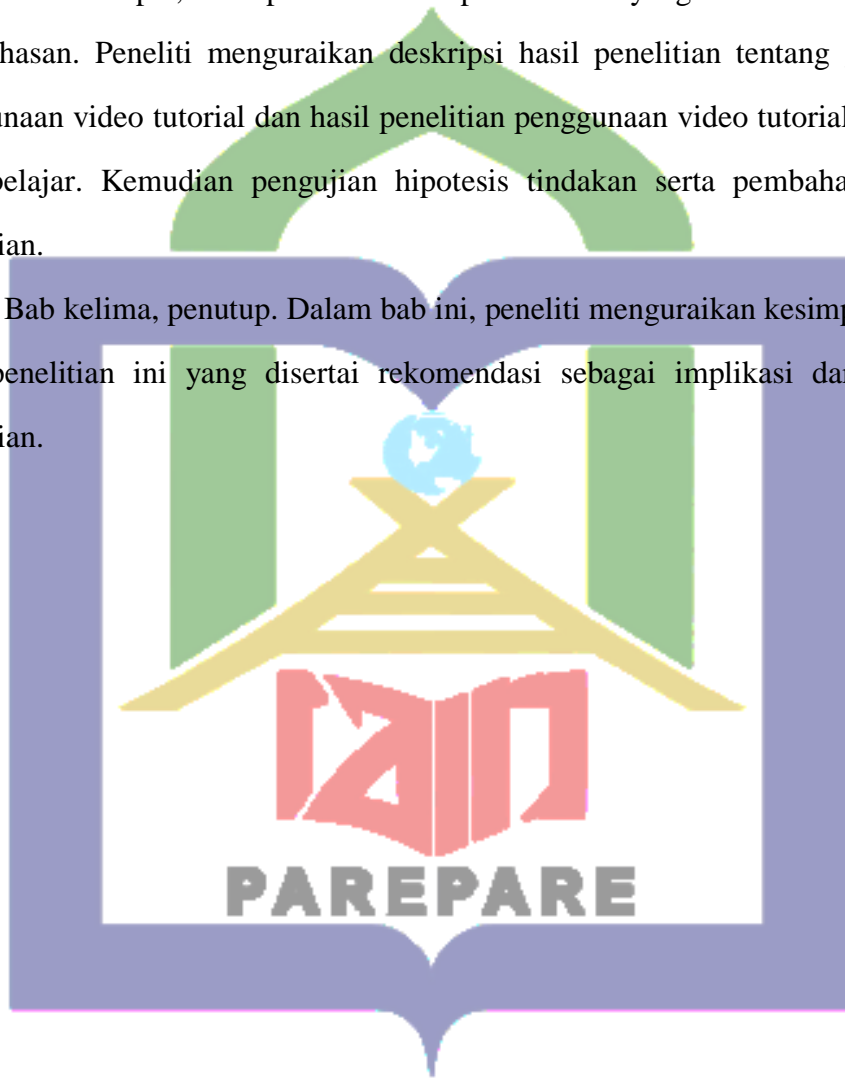 hasan. Peneliti menguraikan deskripsi hasil penelitian tentang
unaan video tutorial dan hasil penelitian penggunaan video tutorial
elajar. Kemudian pengujian hipotesis tindakan serta pembaha
ian.
Bab kelima, penutup. Dalam bab ini, peneliti menguraikan kesimp
penelitian ini yang disertai rekomendasi sebagai implikasi dar
ian.
iain
PAREPARE